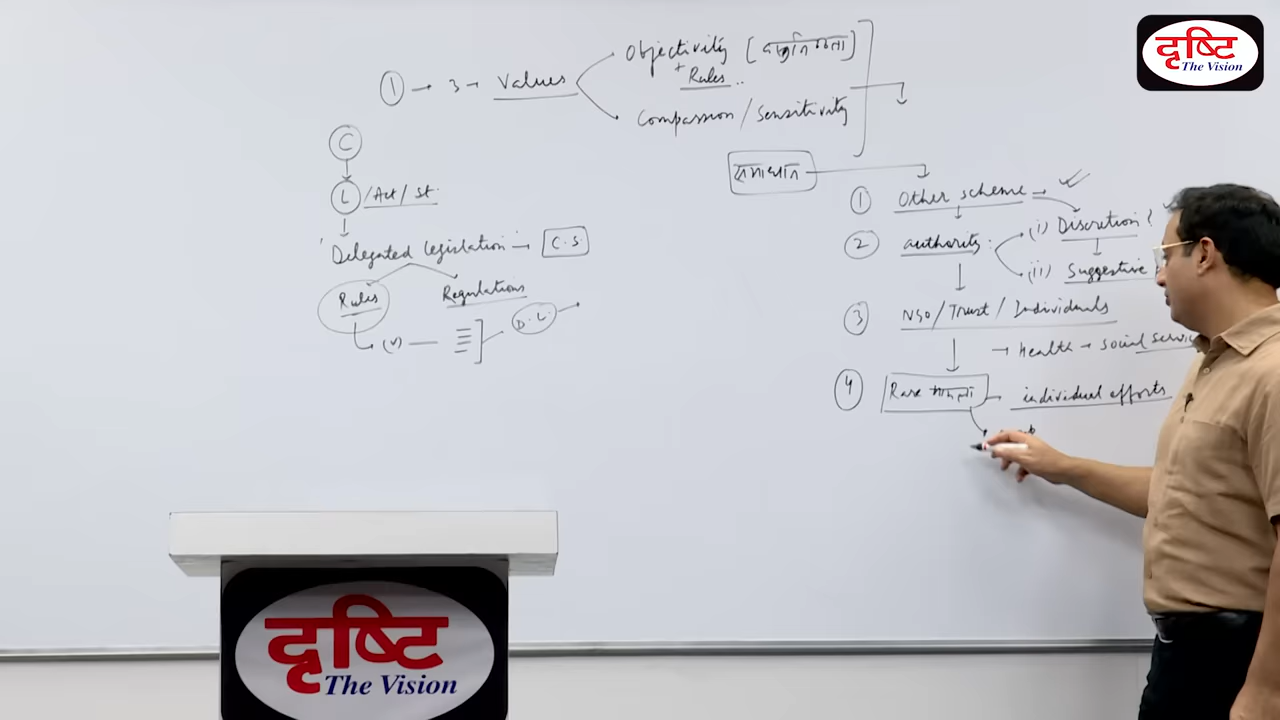 दृष्टि
The Vision
① → 3 → Values
Objectivity [वस्तुनिष्ठता]
+ Rules ..
Compassion / Sensitivity
C
L / Act / St.
'Delegated legislation' → C.S
Rules
Regulations
(v) —
D.L.
समाधान
① Other scheme →
② authority:
(i) Discretion?
(ii) Suggestive
③ NGO / Trust / Individuals
→ Health → social service
④ Rare मामला → individual efforts
दृष्टि
The Vision